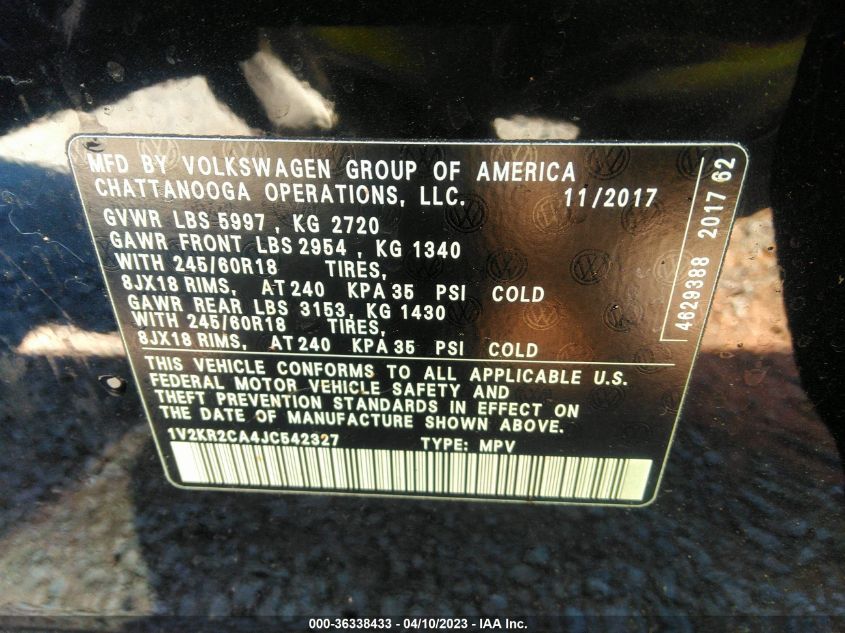 MFD BY VOLKSWAGEN GROUP OF AMERICA
CHATTANOOGA OPERATIONS, LLC. 11/2017
GVWR LBS 5997, KG 2720
GAWR FRONT LBS 2954, KG 1340
WITH 245/60R18 TIRES,
8JX18 RIMS, AT 240 KPA 35 PSI COLD
GAWR REAR LBS 3153, KG 1430
WITH 245/60R18 TIRES,
8JX18 RIMS, AT 240 KPA 35 PSI COLD
THIS VEHICLE CONFORMS TO ALL APPLICABLE U.S.
FEDERAL MOTOR VEHICLE SAFETY AND
THEFT PREVENTION STANDARDS IN EFFECT ON
THE DATE OF MANUFACTURE SHOWN ABOVE.
1V2KR2CA4JC542327 TYPE: MPV
4629388 2017 62
000-36338433 - 04/10/2023 - IAA Inc.